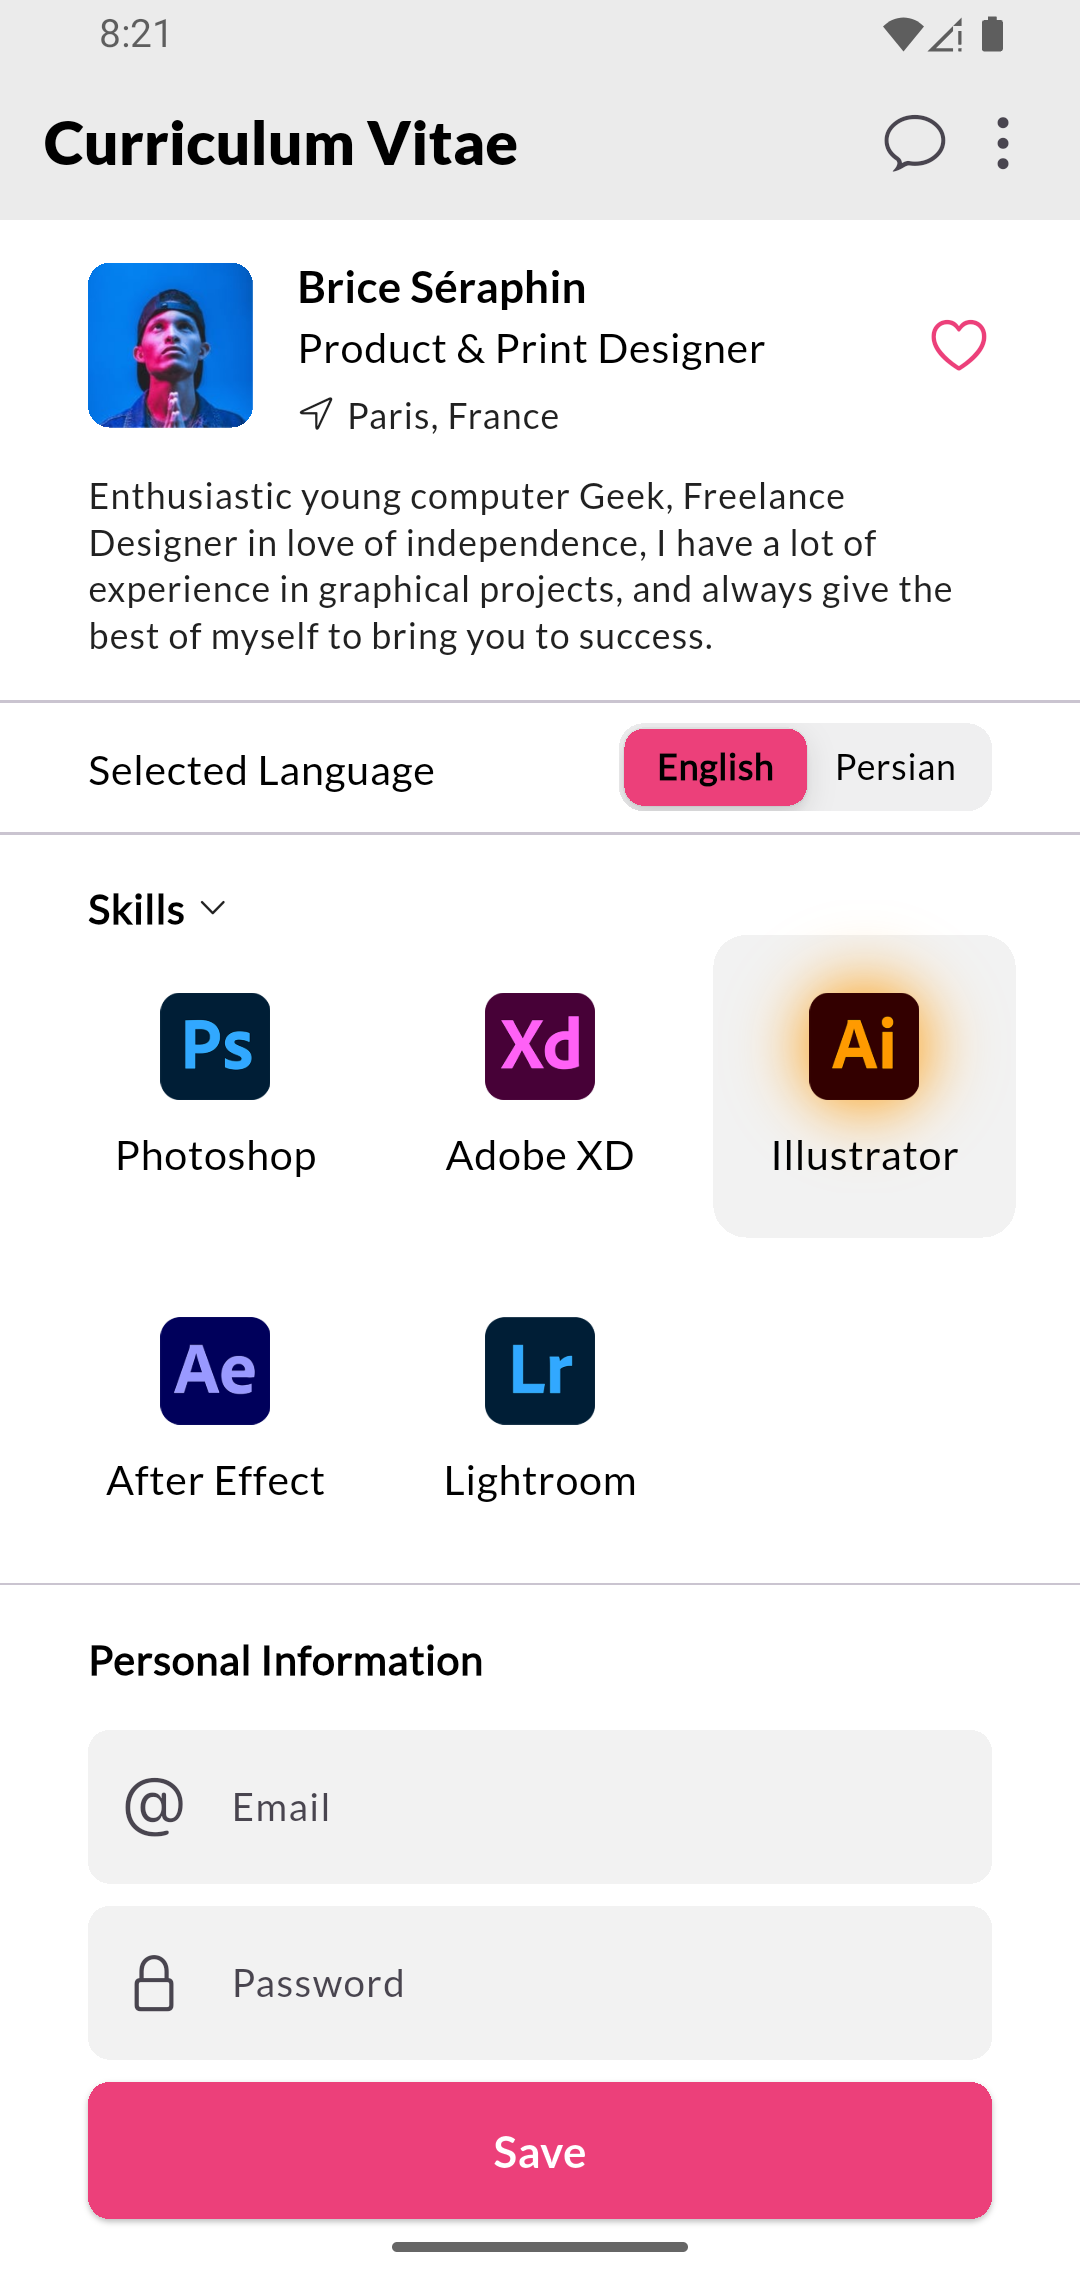 8:21
Curriculum Vitae
Brice Séraphin
Product & Print Designer
Paris, France
Enthusiastic young computer Geek, Freelance
Designer in love of independence, I have a lot of
experience in graphical projects, and always give the
best of myself to bring you to success.
Selected Language
English
Persian
Skills
Ps
Xd
Ai
Photoshop
Adobe XD
Illustrator
Ae
Lr
After Effect
Lightroom
Personal Information
@ Email
Password
Save